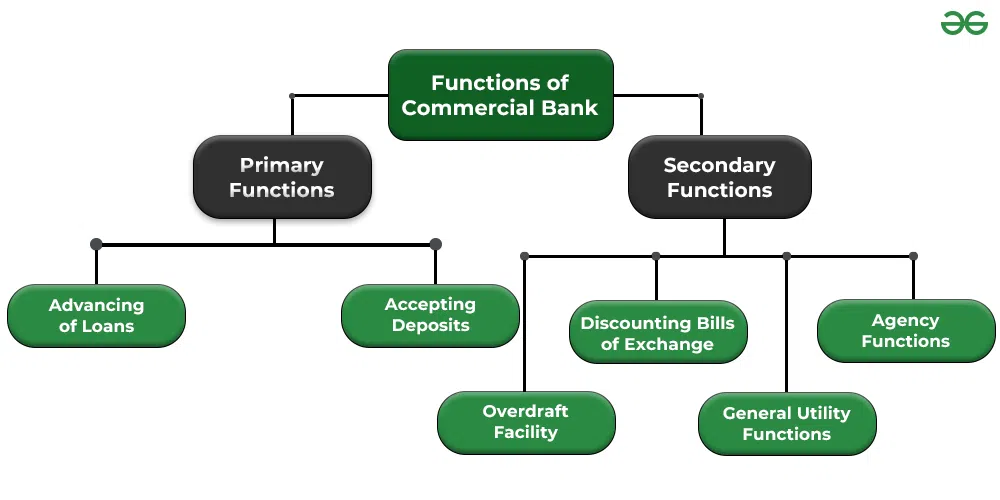 Functions of
Commercial Bank
Primary
Functions
Secondary
Functions
Advancing
of Loans
Accepting
Deposits
Discounting Bills
of Exchange
Agency
Functions
Overdraft
Facility
General Utility
Functions